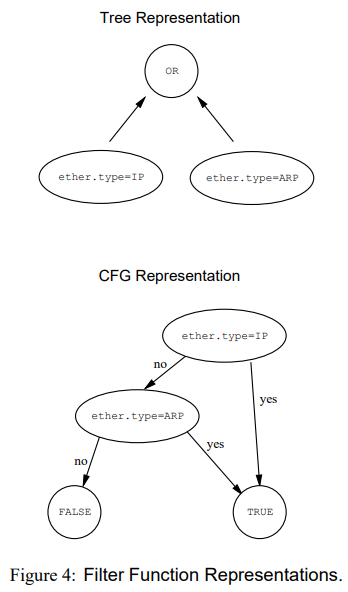 Tree Representation
OR
ether.type=IP
ether.type=ARP
CFG Representation
ether.type=IP
no
yes
ether.type=ARP
no
yes
FALSE
TRUE
Figure 4: Filter Function Representations.